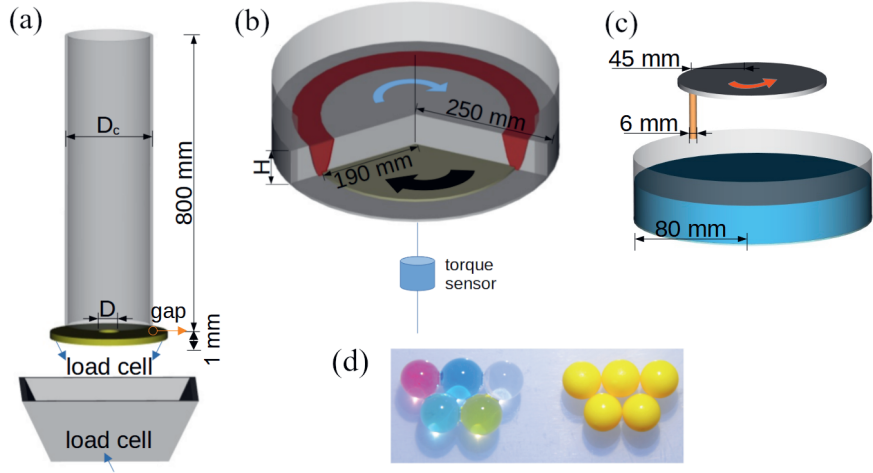 (a)
D_c
800 mm
D
gap
1 mm
load cell
load cell
(b)
250 mm
190 mm
H
torque
sensor
(c)
45 mm
6 mm
80 mm
(d)